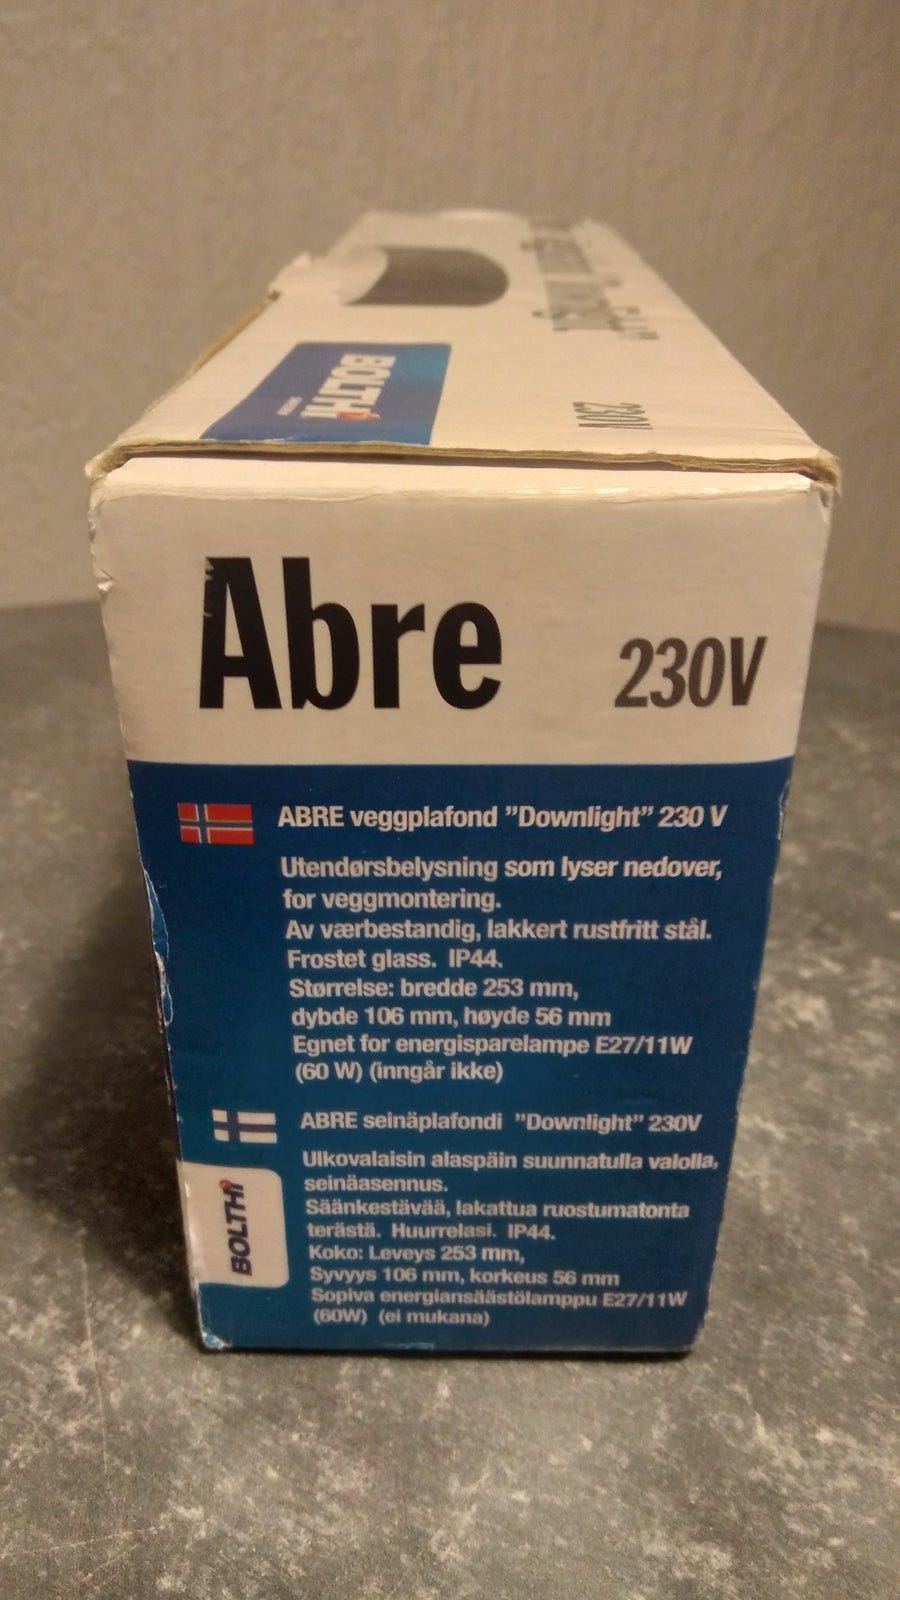 BOLTHi
230V
Abre 230V
ABRE veggplafond ”Downlight” 230 V
Utendørsbelysning som lyser nedover,
for veggmontering.
Av værbestandig, lakkert rustfritt stål.
Frostet glass. IP44.
Størrelse: bredde 253 mm,
dybde 106 mm, høyde 56 mm
Egnet for energisparelampe E27/11W
(60 W) (inngår ikke)
ABRE seinäplafondi ”Downlight” 230V
Ulkovalaisin alaspäin suunnatulla valolla,
seinäasennus.
Säänkestävää, lakattua ruostumatonta
terästä. Huurrelasi. IP44.
Koko: Leveys 253 mm,
Syvyys 106 mm, korkeus 56 mm
Sopiva energiansäästölamppu E27/11W
(60W) (ei mukana)
BOLTHi